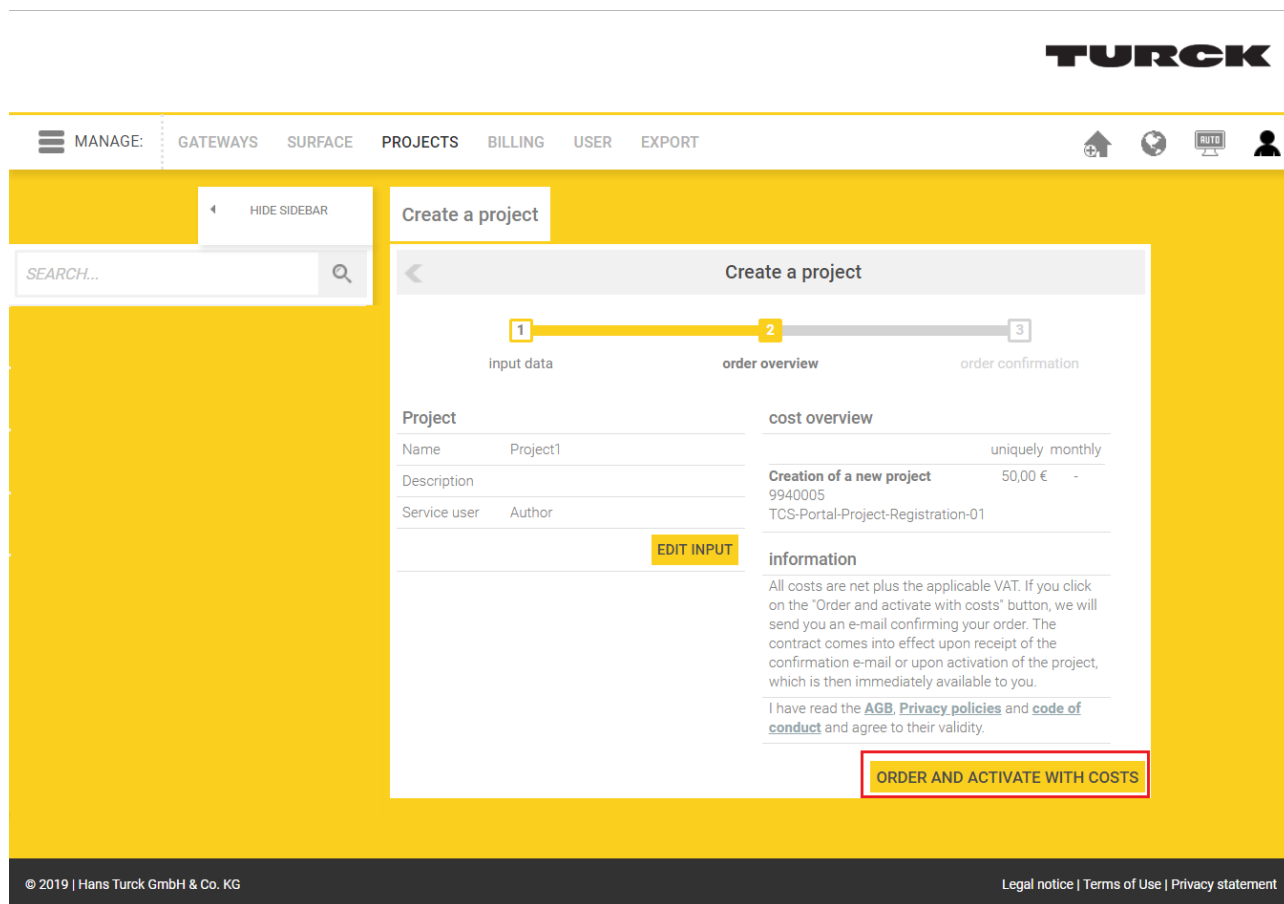 TURCK
MANAGE:
GATEWAYS
SURFACE
PROJECTS
BILLING
USER
EXPORT
AUTO
HIDE SIDEBAR
Create a project
SEARCH...
Create a project
1
2
3
input data
order overview
order confirmation
Project
Name Project1
Description
Service user Author
EDIT INPUT
cost overview
uniquely monthly
Creation of a new project 50,00 € -
9940005
TCS-Portal-Project-Registration-01
information
All costs are net plus the applicable VAT. If you click
on the "Order and activate with costs" button, we will
send you an e-mail confirming your order. The
contract comes into effect upon receipt of the
confirmation e-mail or upon activation of the project,
which is then immediately available to you.
I have read the AGB, Privacy policies and code of
conduct and agree to their validity.
ORDER AND ACTIVATE WITH COSTS
© 2019 | Hans Turck GmbH & Co. KG
Legal notice | Terms of Use | Privacy statement